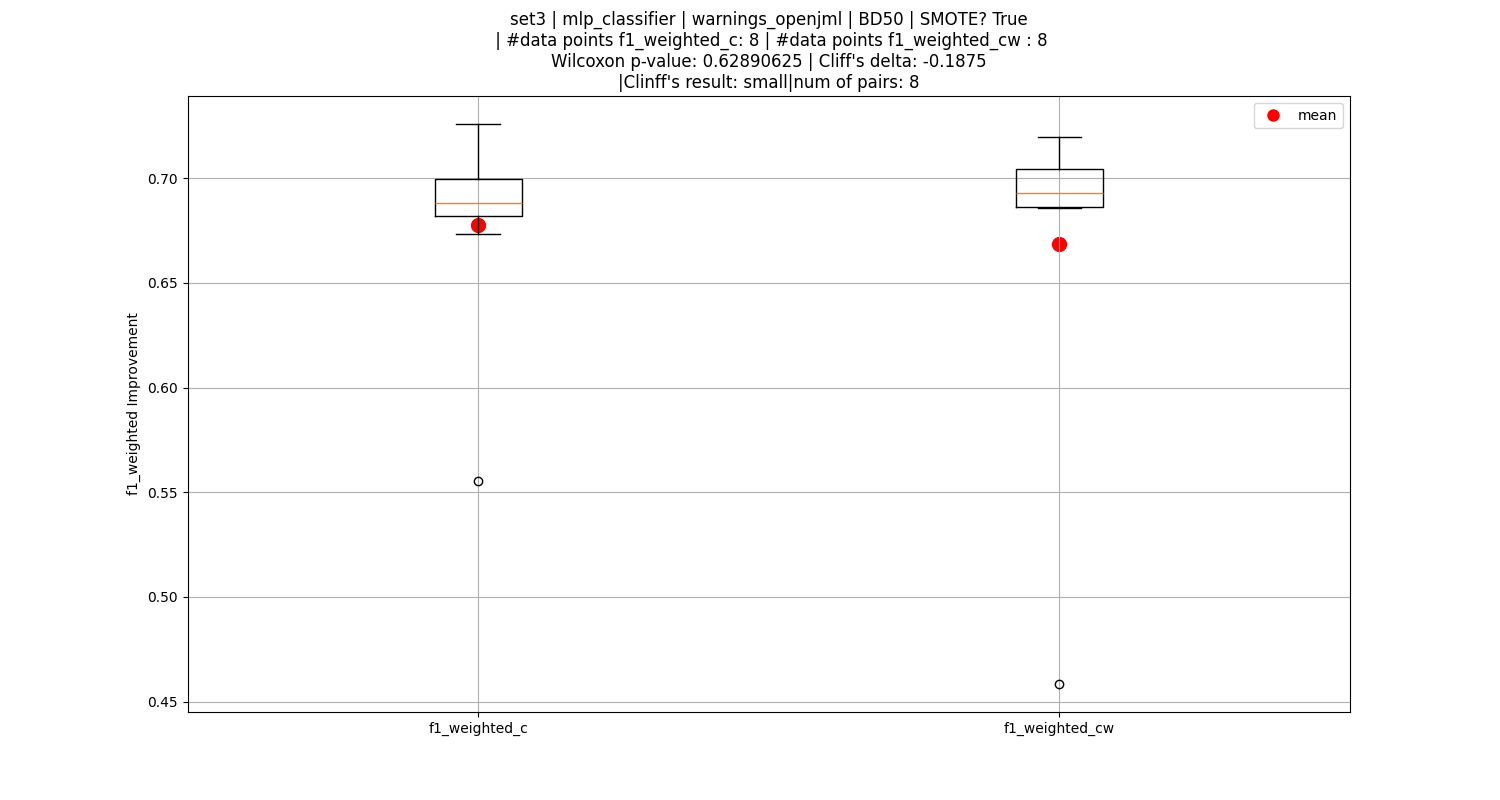 set3 | mlp_classifier | warnings_openjml | BD50 | SMOTE? True
| #data points f1_weighted_c: 8 | #data points f1_weighted_cw : 8
Wilcoxon p-value: 0.62890625 | Cliff's delta: -0.1875
|Clinff's result: small|num of pairs: 8
mean
f1_weighted Improvement
0.70
0.65
0.60
0.55
0.50
0.45
f1_weighted_c
f1_weighted_cw